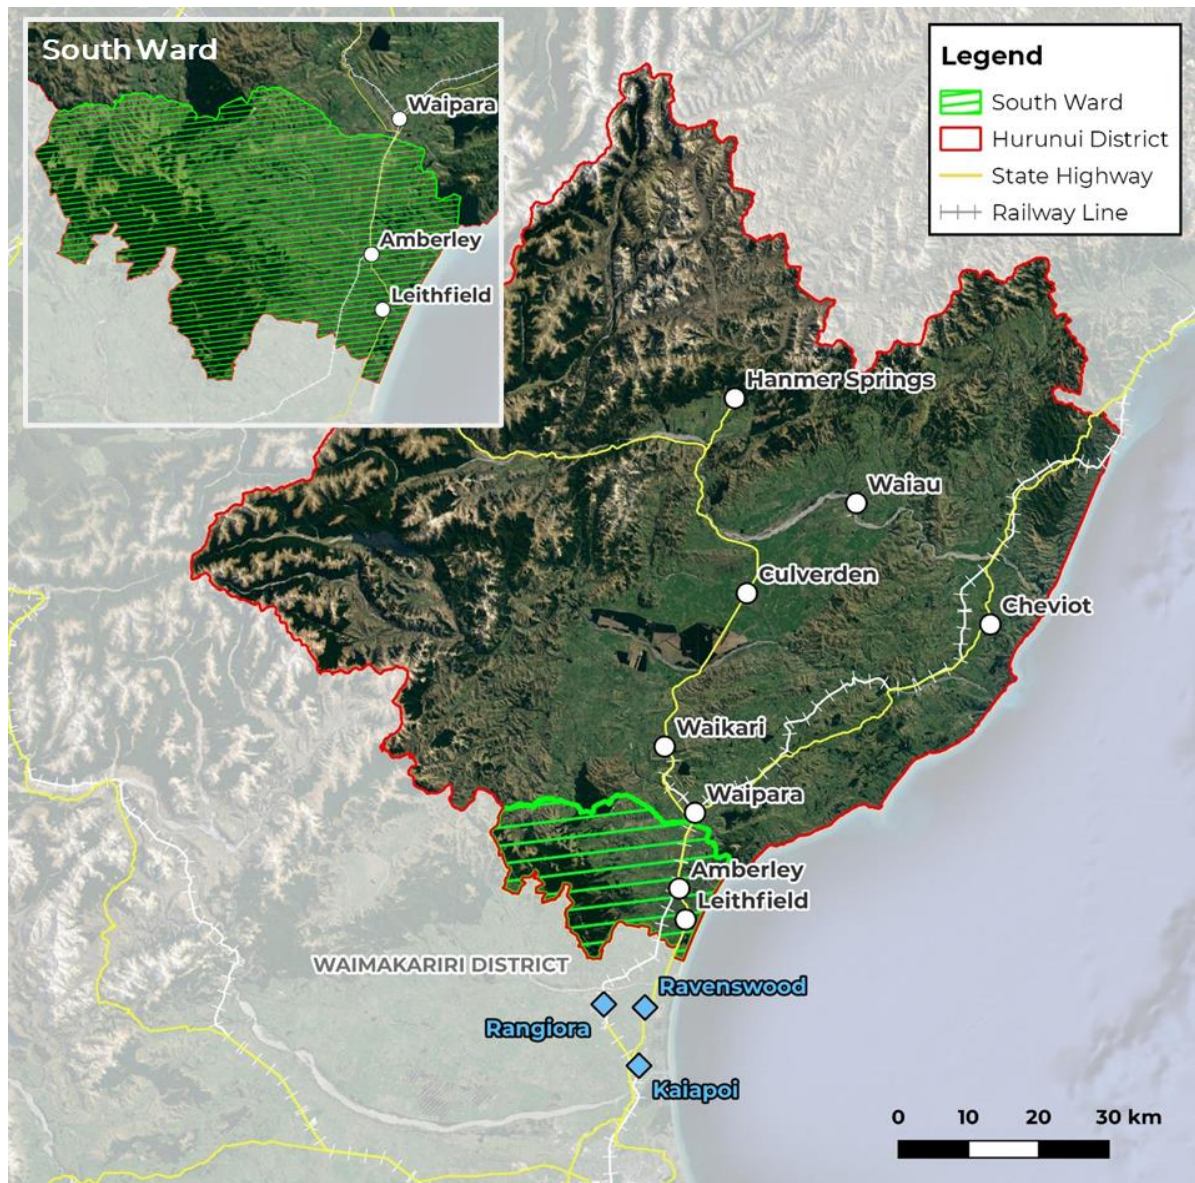 South Ward
Waipara
Amberley
Leithfield
Legend
South Ward
Hurunui District
State Highway
Railway Line
Hanmer Springs
Waiau
Culverden
Cheviot
Waikari
Waipara
Amberley
Leithfield
WAIMAKARIRI DISTRICT
Ravenswood
Rangiora
Kaiapoi
0 10 20 30 km